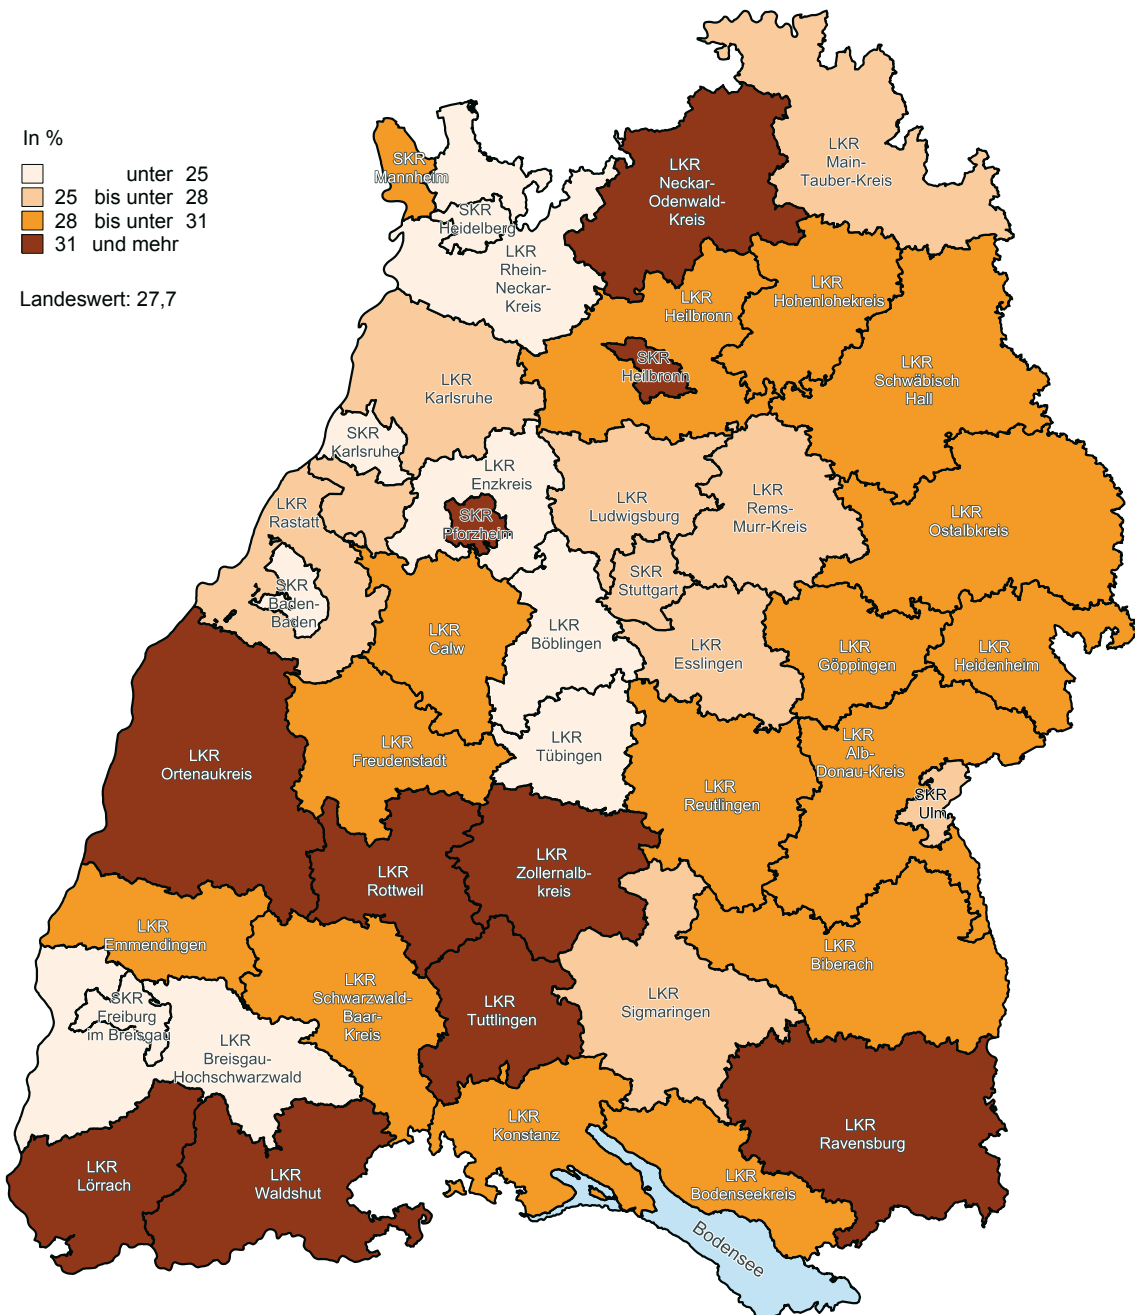 In %
unter 25
25 bis unter 28
28 bis unter 31
31 und mehr
Landeswert: 27,7
LKR
Main-
Tauber-Kreis
SKR
Mannheim
LKR
Neckar-
Odenwald-
Kreis
SKR
Heidelberg
LKR
Rhein-
Neckar-
Kreis
LKR
Heilbronn
LKR
Hohenlohekreis
SKR
Heilbronn
LKR
Schwäbisch
Hall
LKR
Karlsruhe
SKR
Karlsruhe
LKR
Enzkreis
SKR
Pforzheim
LKR
Ludwigsburg
LKR
Rems-
Murr-Kreis
LKR
Ostalbkreis
LKR
Rastatt
SKR
Baden-
Baden
SKR
Stuttgart
LKR
Calw
LKR
Böblingen
LKR
Esslingen
LKR
Göppingen
LKR
Heidenheim
LKR
Ortenaukreis
LKR
Freudenstadt
LKR
Tübingen
LKR
Reutlingen
LKR
Alb-
Donau-Kreis
SKR
Ulm
LKR
Rottweil
LKR
Zollernalb-
kreis
LKR
Emmendingen
LKR
Biberach
SKR
Freiburg
im Breisgau
LKR
Schwarzwald-
Baar-
Kreis
LKR
Tuttlingen
LKR
Sigmaringen
LKR
Breisgau-
Hochschwarzwald
LKR
Konstanz
LKR
Ravensburg
LKR
Lörrach
LKR
Waldshut
LKR
Bodenseekreis
Bodensee